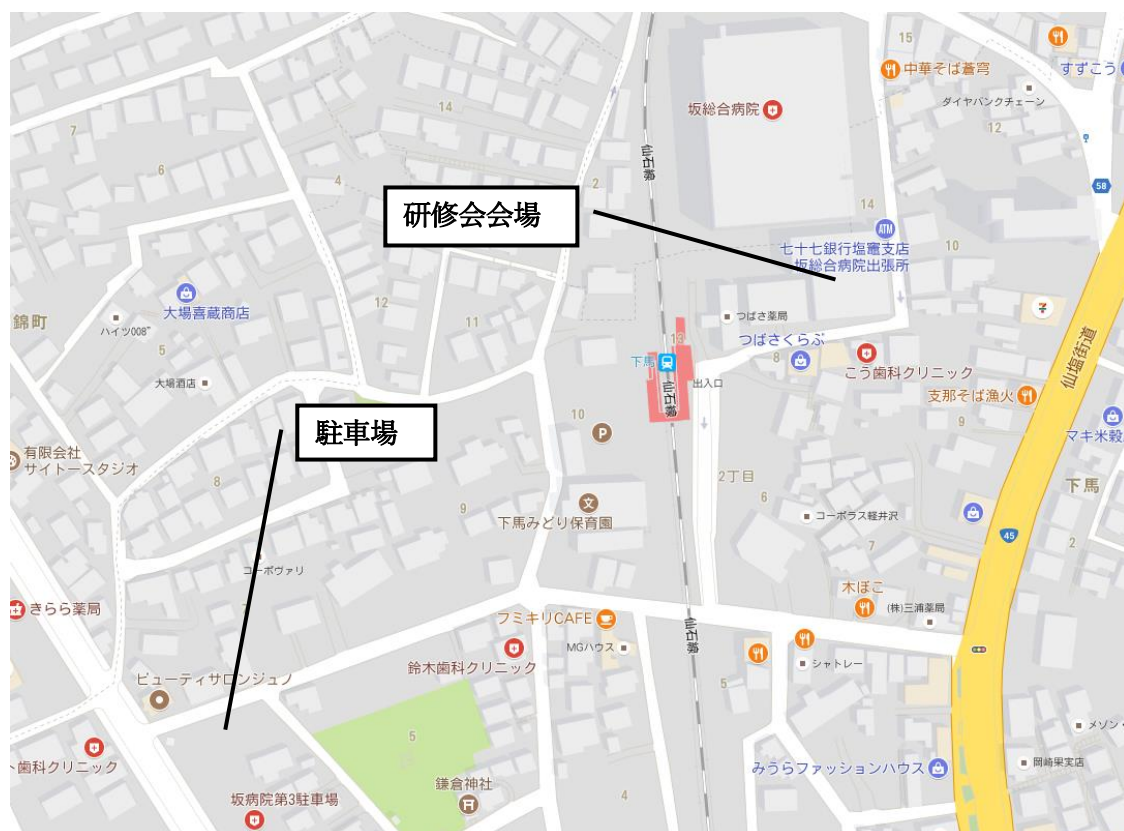 15
中華そば蒼穹
すずこう
坂総合病院
ダイヤパンクチェーン
12
14
7
6
4
仙石線
2
58
研修会会場
14
ATM
七十七銀行塩竈支店
坂総合病院出張所
10
大場喜蔵商店
錦町
ハイツ008"
5
12
11
つばさ薬局
13
つばさくらぶ
8
下馬
仙石線
出入口
こう歯科クリニック
仙塩街道
大場酒店
支那そば漁火
駐車場
10
P
9
マキ米穀
有限会社
サイトースタジオ
8
2丁目
6
下馬
9
文
下馬みどり保育園
コーポラス軽井沢
45
2
7
コーポヴァリ
7
きらら薬局
木ぼこ
(株)三浦薬局
フミキリCAFE
仙石線
MGハウス
鈴木歯科クリニック
シャトレー
ビューティサロンジュノ
5
5
メゾン・
ト歯科クリニック
みうらファッションハウス
岡崎果実店
鎌倉神社
4
坂病院第3駐車場